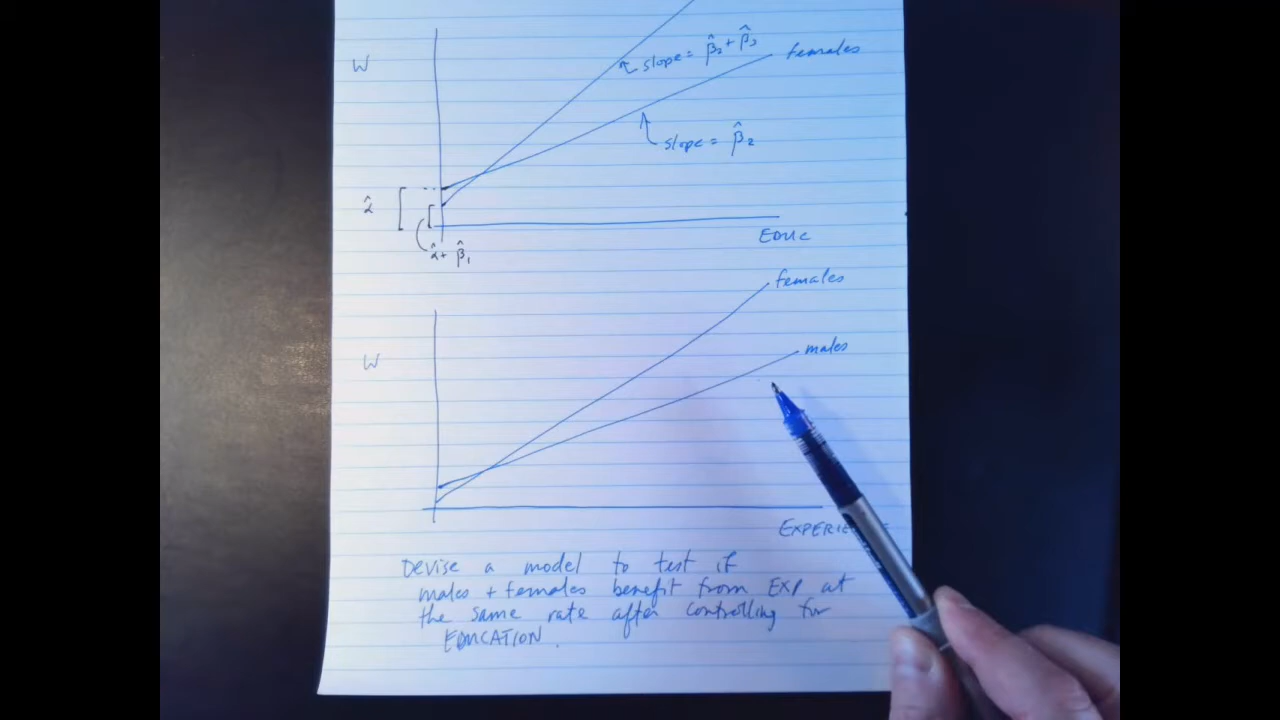 W
slope = β̂₂ + β̂₃
females
slope = β̂₂
α̂
EDUC
α̂ + β̂₁
females
W
males
Devise a model to test if
males + females benefit from EXP at
the same rate after controlling for
EDUCATION.